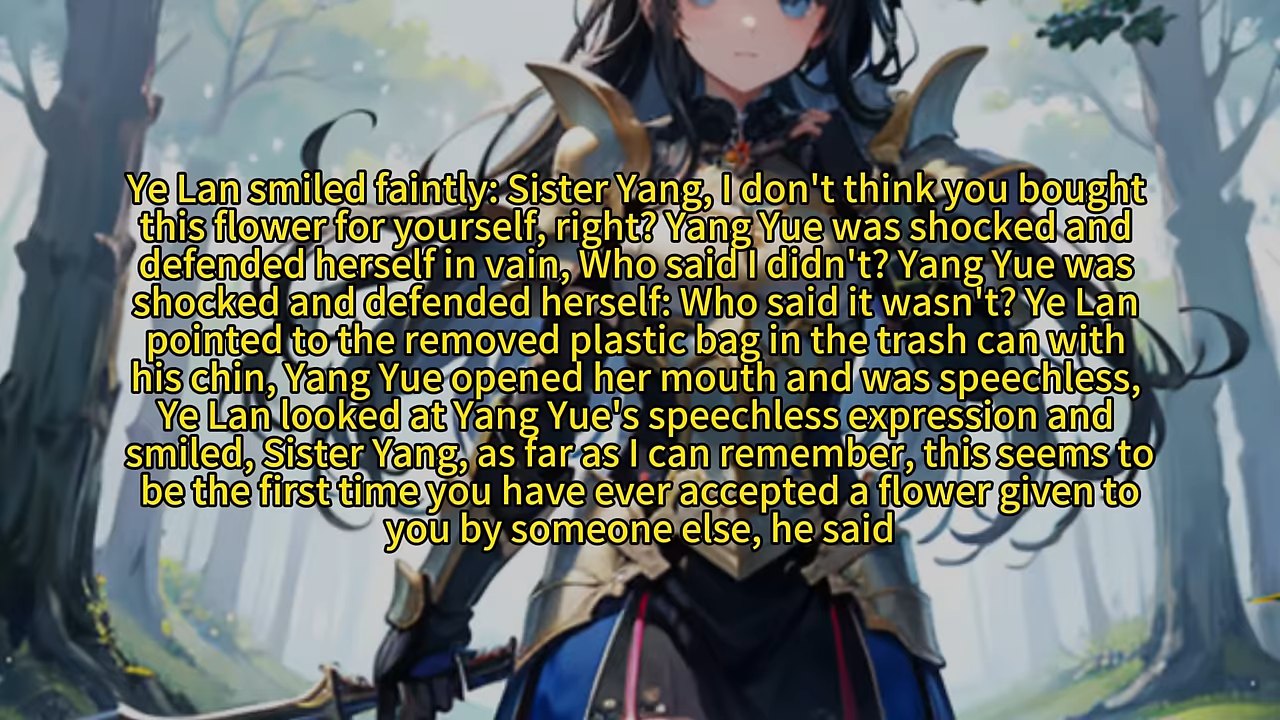 Ye Lan smiled faintly: Sister Yang, I don't think you bought
this flower for yourself, right? Yang Yue was shocked and
defended herself in vain, Who said I didn't? Yang Yue was
shocked and defended herself: Who said it wasn't? Ye Lan
pointed to the removed plastic bag in the trash can with
his chin, Yang Yue opened her mouth and was speechless,
Ye Lan looked at Yang Yue's speechless expression and
smiled, Sister Yang, as far as I can remember, this seems to
be the first time you have ever accepted a flower given to
you by someone else, he said